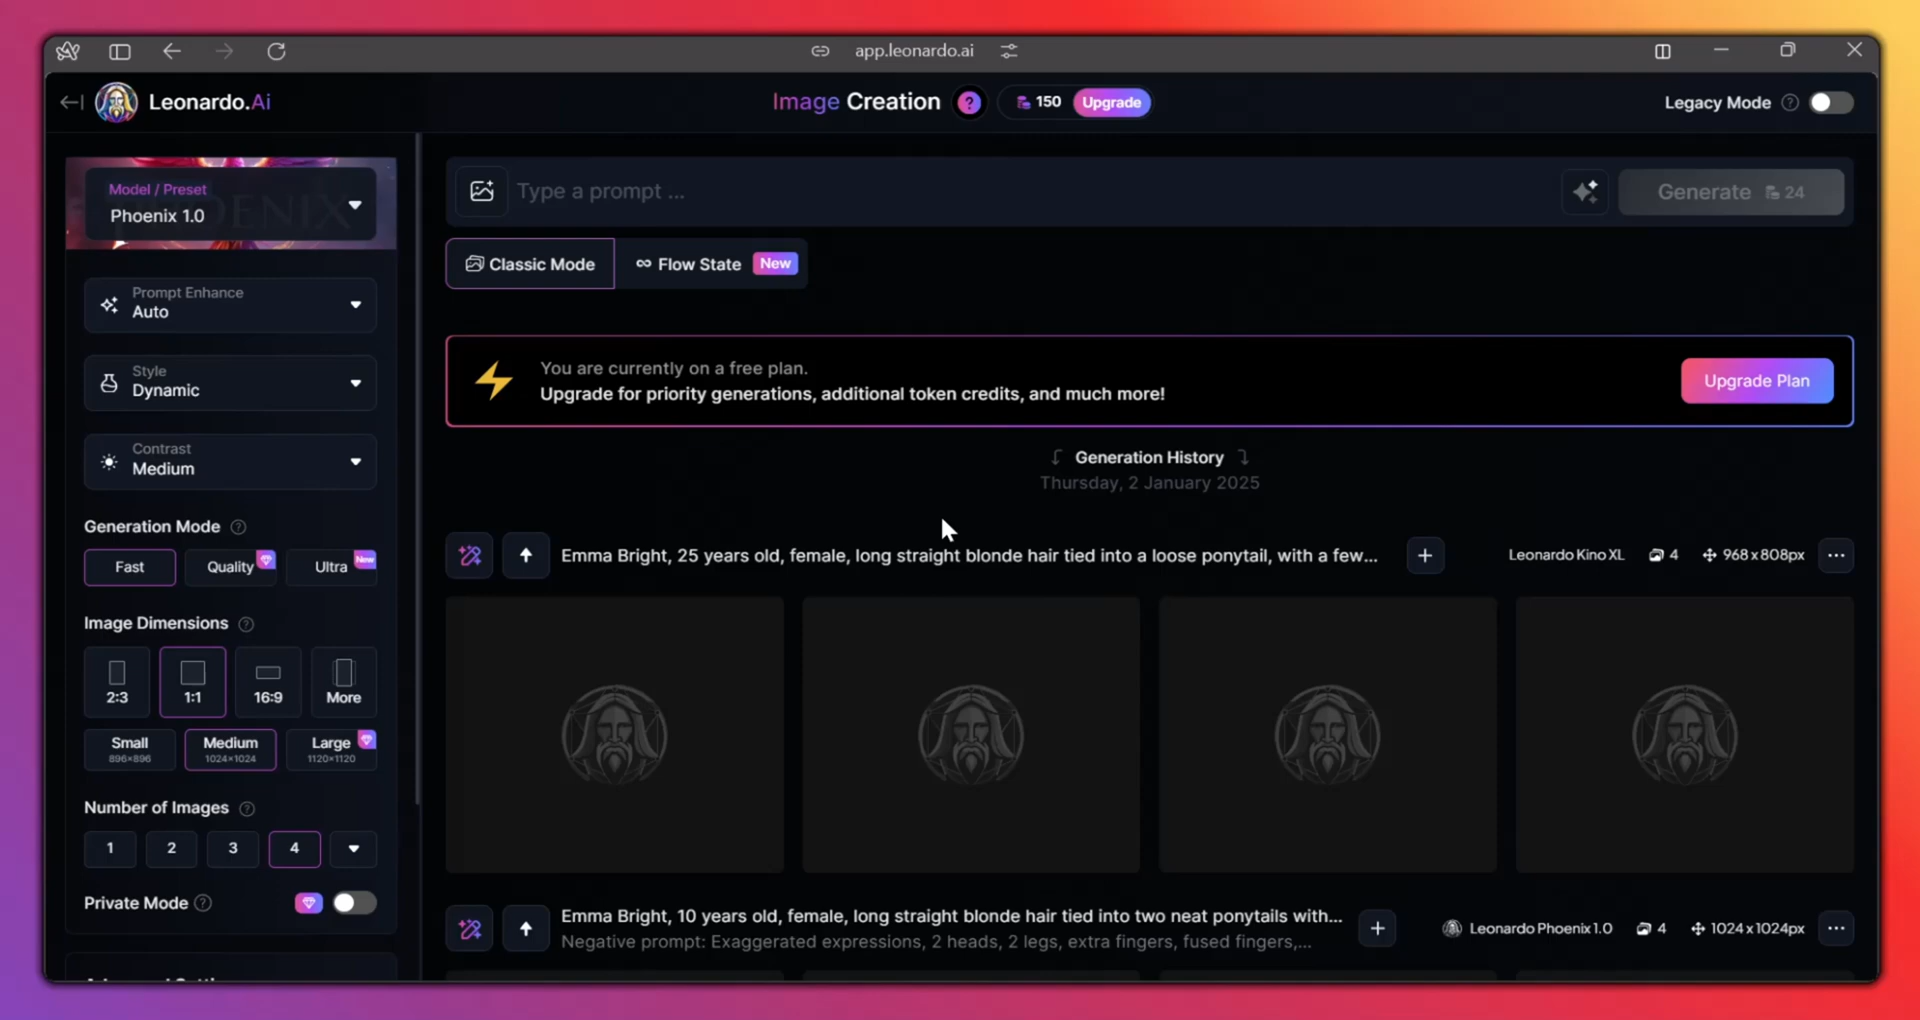 app.leonardo.ai
Leonardo.Ai
Image Creation
?
150
Upgrade
Legacy Mode
?
Model / Preset
Phoenix 1.0
Type a prompt ...
Generate 24
Classic Mode
Flow State
New
Prompt Enhance
Auto
Style
Dynamic
Contrast
Medium
You are currently on a free plan.
Upgrade for priority generations, additional token credits, and much more!
Upgrade Plan
Generation History
Thursday, 2 January 2025
Generation Mode ?
Fast
Quality
Ultra
New
Emma Bright, 25 years old, female, long straight blonde hair tied into a loose ponytail, with a few...
Leonardo Kino XL
4
968x808px
Image Dimensions ?
2:3
1:1
16:9
More
Small
896×896
Medium
1024×1024
Large
1120×1120
Number of Images ?
1
2
3
4
Private Mode ?
Emma Bright, 10 years old, female, long straight blonde hair tied into two neat ponytails with...
Negative prompt: Exaggerated expressions, 2 heads, 2 legs, extra fingers, fused fingers,...
Leonardo Phoenix 1.0
4
1024x1024px